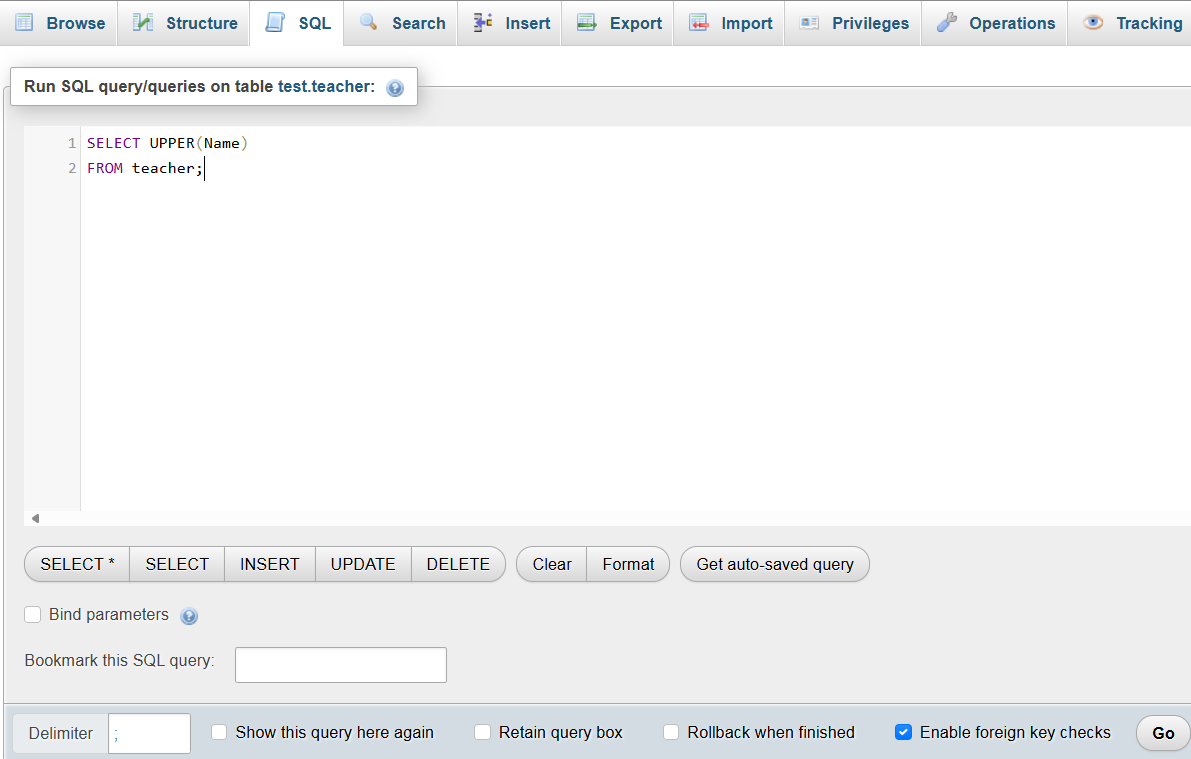 Browse Structure SQL Search Insert Export Import Privileges Operations Tracking
Run SQL query/queries on table test.teacher:
1 SELECT UPPER(Name)
2 FROM teacher;
SELECT * SELECT INSERT UPDATE DELETE Clear Format Get auto-saved query
Bind parameters
Bookmark this SQL query:
Delimiter ; Show this query here again Retain query box Rollback when finished Enable foreign key checks Go